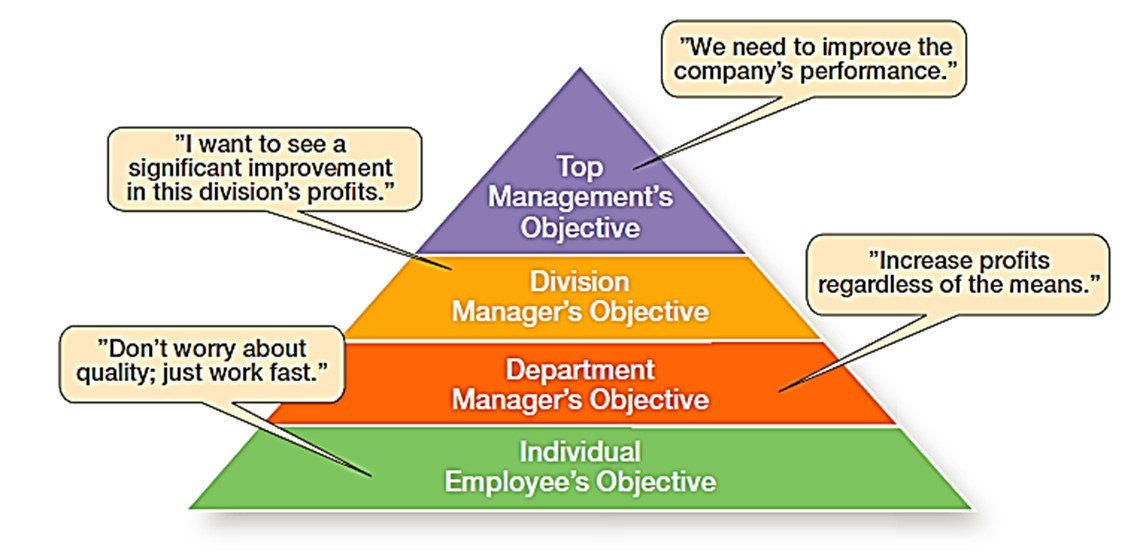 ”We need to improve the
company’s performance.”
”I want to see a
significant improvement
in this division’s profits.”
Top
Management’s
Objective
”Increase profits
regardless of the means.”
Division
Manager’s Objective
”Don’t worry about
quality; just work fast.”
Department
Manager’s Objective
Individual
Employee’s Objective